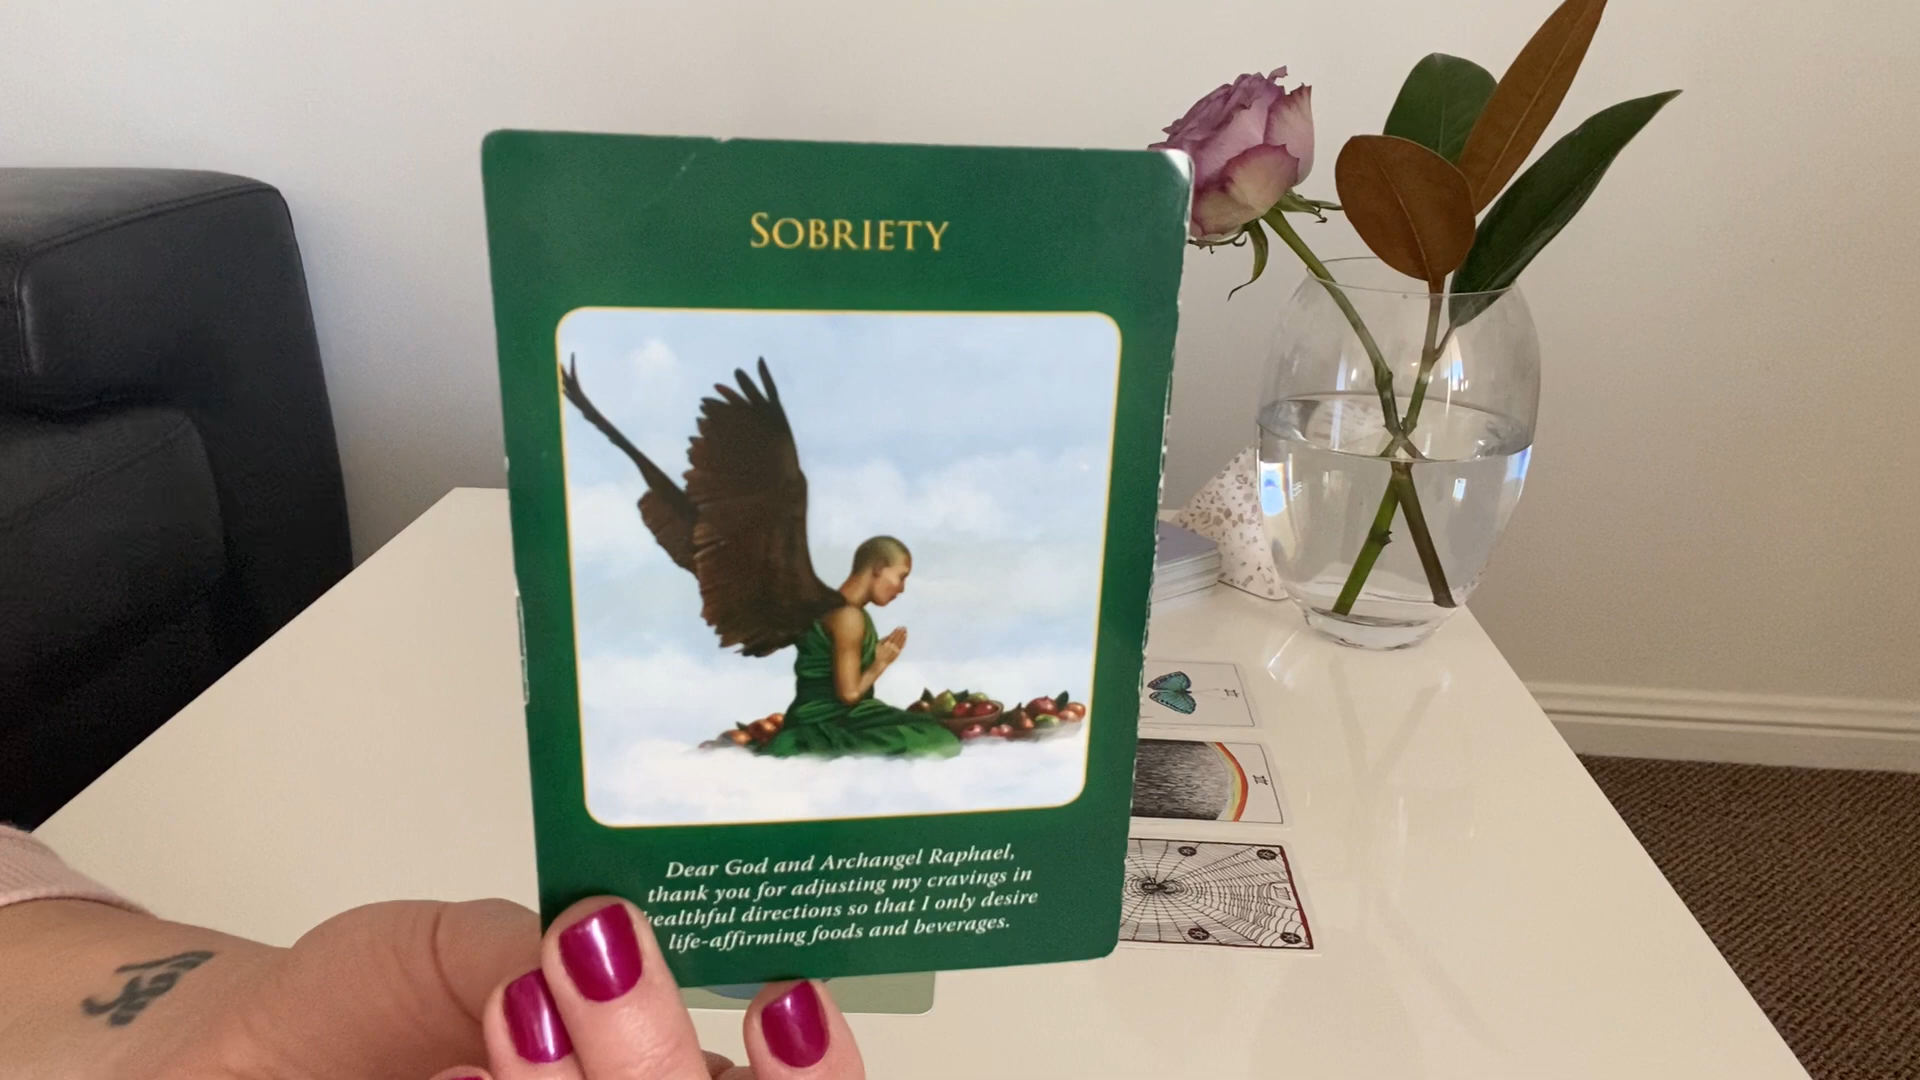 SOBRIETY
Dear God and Archangel Raphael,
thank you for adjusting my cravings in
healthful directions so that I only desire
life-affirming foods and beverages.